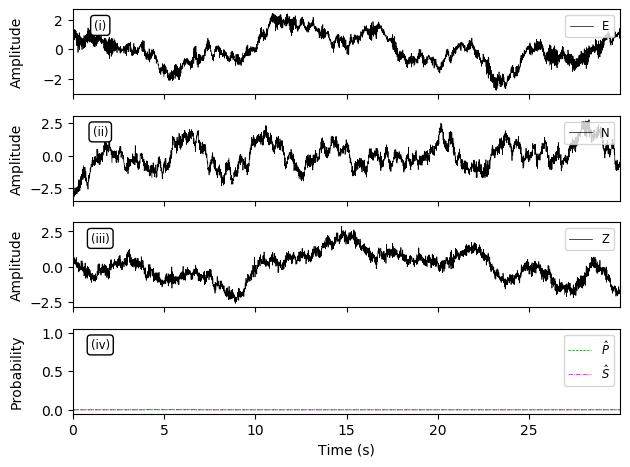 Amplitude
2
0
−2
(i)
E
Amplitude
2.5
0.0
−2.5
(ii)
N
Amplitude
2.5
0.0
−2.5
(iii)
Z
Probability
1.0
0.5
0.0
(iv)
P̂
Ŝ
0 5 10 15 20 25
Time (s)